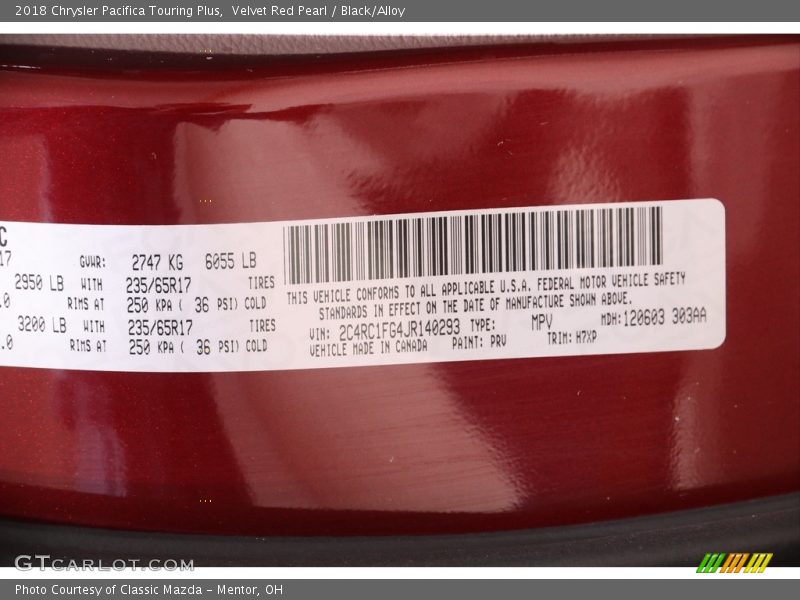 2018 Chrysler Pacifica Touring Plus, Velvet Red Pearl / Black/Alloy
C
17 GVWR: 2747 KG 6055 LB
2950 LB WITH 235/65R17 TIRES
.0 RIMS AT 250 KPA ( 36 PSI) COLD
3200 LB WITH 235/65R17 TIRES
.0 RIMS AT 250 KPA ( 36 PSI) COLD
THIS VEHICLE CONFORMS TO ALL APPLICABLE U.S.A. FEDERAL MOTOR VEHICLE SAFETY
STANDARDS IN EFFECT ON THE DATE OF MANUFACTURE SHOWN ABOVE.
VIN: 2C4RC1FG4JR140293 TYPE: MPV MDH: 120603 303AA
VEHICLE MADE IN CANADA PAINT: PRV TRIM: H7XP
GTCARLOT.COM
Photo Courtesy of Classic Mazda - Mentor, OH